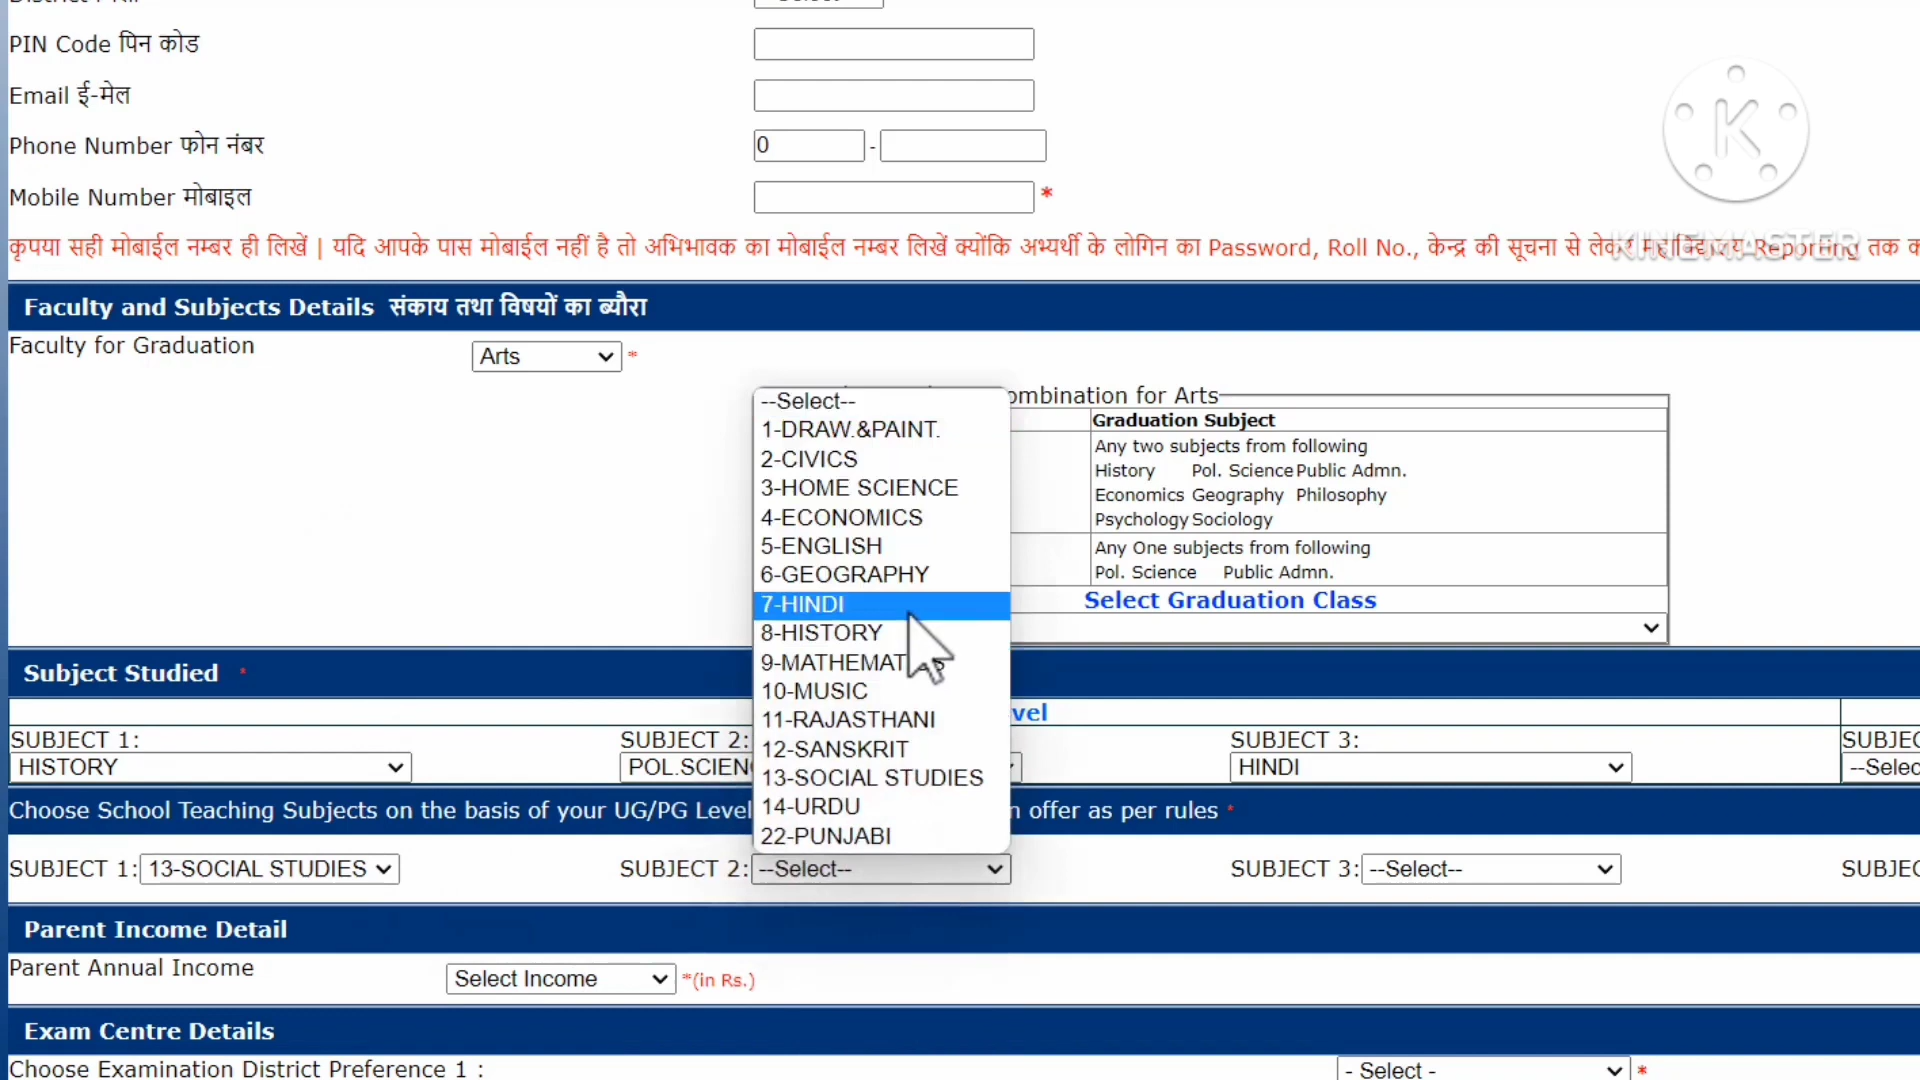 PIN Code पिन कोड
Email ई-मेल
Phone Number फोन नंबर 0 -
Mobile Number मोबाइल *
कृपया सही मोबाईल नम्बर ही लिखें | यदि आपके पास मोबाईल नहीं है तो अभिभावक का मोबाईल नम्बर लिखें क्योंकि अभ्यर्थी के लोगिन का Password, Roll No., केन्द्र की सूचना से लेकर महाविद्यालय Reporting तक
K
KINEMASTER
Faculty and Subjects Details संकाय तथा विषयों का ब्यौरा
Faculty for Graduation Arts *
for Arts
Graduation Subject
Any two subjects from following
History Pol. Science Public Admn.
Economics Geography Philosophy
Psychology Sociology
Any One subjects from following
Pol. Science Public Admn.
Select Graduation Class
--Select--
1-DRAW.&PAINT.
2-CIVICS
3-HOME SCIENCE
4-ECONOMICS
5-ENGLISH
6-GEOGRAPHY
7-HINDI
8-HISTORY
9-MATHEMATICS
10-MUSIC
11-RAJASTHANI
12-SANSKRIT
13-SOCIAL STUDIES
14-URDU
22-PUNJABI
Subject Studied *
SUBJECT 1: SUBJECT 2: SUBJECT 3:
HISTORY HINDI
Choose School Teaching Subjects on the basis of your UG/PG offer as per rules *
SUBJECT 1: 13-SOCIAL STUDIES SUBJECT 2: --Select-- SUBJECT 3: --Select--
Parent Income Detail
Parent Annual Income Select Income *(in Rs.)
Exam Centre Details
Choose Examination District Preference 1 : - Select - *